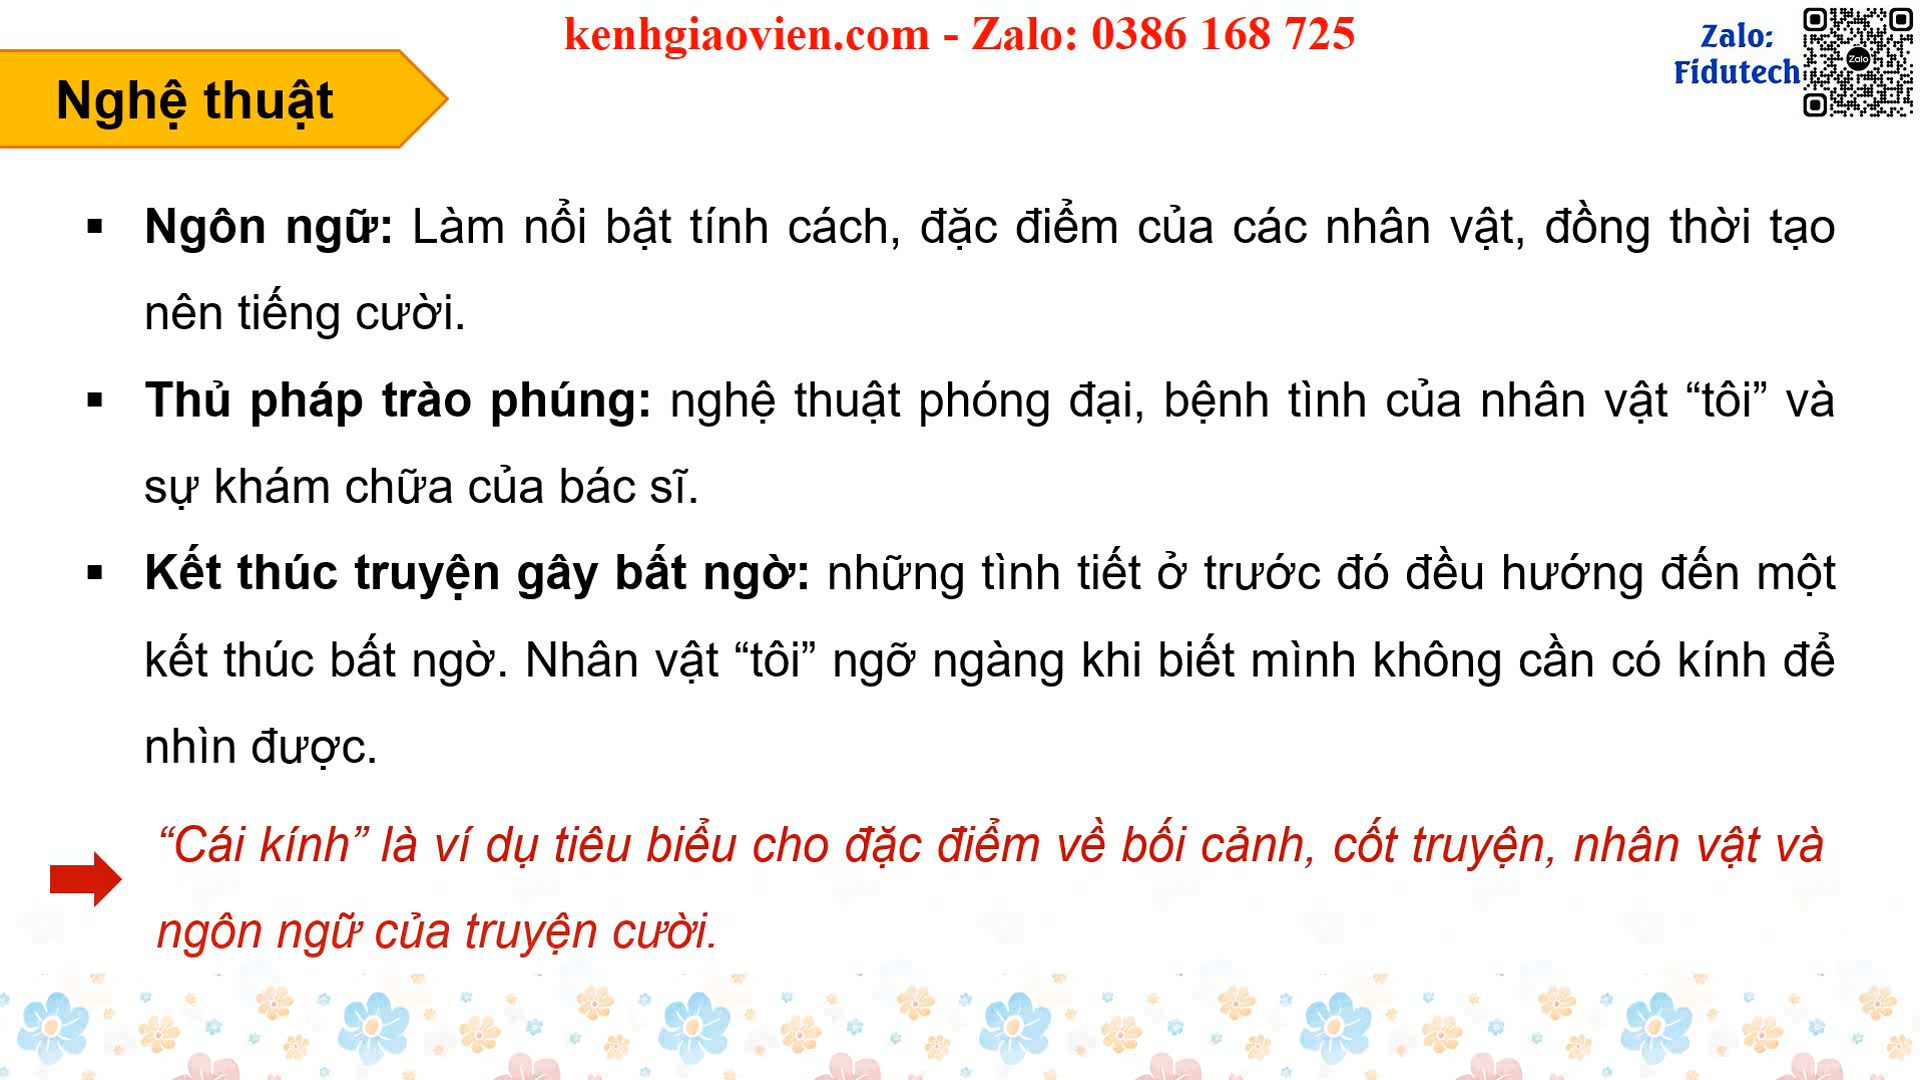 kenhgiaovien.com - Zalo: 0386 168 725
Zalo:
Fidutech
Zalo
Nghệ thuật
▪ Ngôn ngữ: Làm nổi bật tính cách, đặc điểm của các nhân vật, đồng thời tạo
nên tiếng cười.
▪ Thủ pháp trào phúng: nghệ thuật phóng đại, bệnh tình của nhân vật “tôi” và
sự khám chữa của bác sĩ.
▪ Kết thúc truyện gây bất ngờ: những tình tiết ở trước đó đều hướng đến một
kết thúc bất ngờ. Nhân vật “tôi” ngỡ ngàng khi biết mình không cần có kính để
nhìn được.
“Cái kính” là ví dụ tiêu biểu cho đặc điểm về bối cảnh, cốt truyện, nhân vật và
ngôn ngữ của truyện cười.